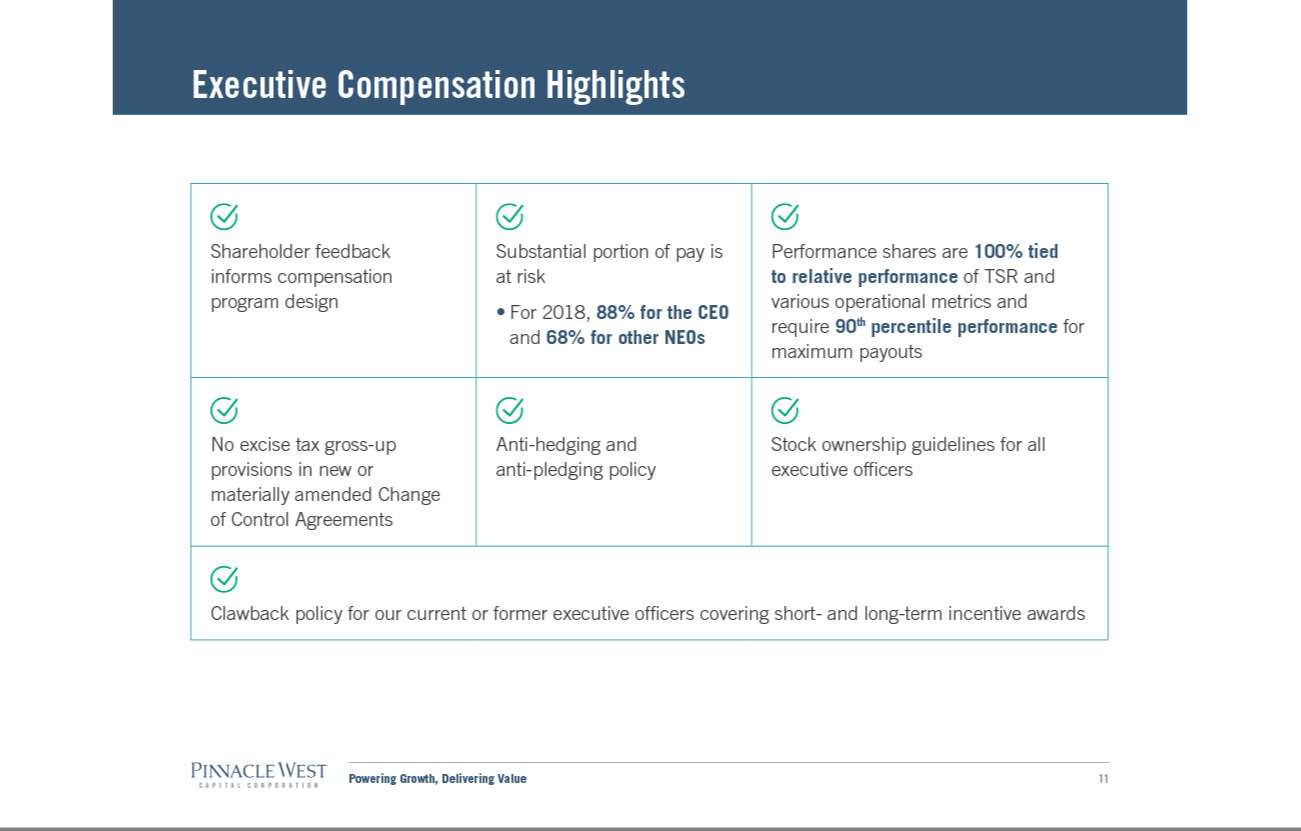 Executive Compensation Highlights
Shareholder feedback
informs compensation
program design
Substantial portion of pay is
at risk
• For 2018, 88% for the CEO
and 68% for other NEOs
Performance shares are 100% tied
to relative performance of TSR and
various operational metrics and
require 90th percentile performance for
maximum payouts
No excise tax gross-up
provisions in new or
materially amended Change
of Control Agreements
Anti-hedging and
anti-pledging policy
Stock ownership guidelines for all
executive officers
Clawback policy for our current or former executive officers covering short- and long-term incentive awards
PINNACLE WEST
CAPITAL CORPORATION
Powering Growth, Delivering Value
11